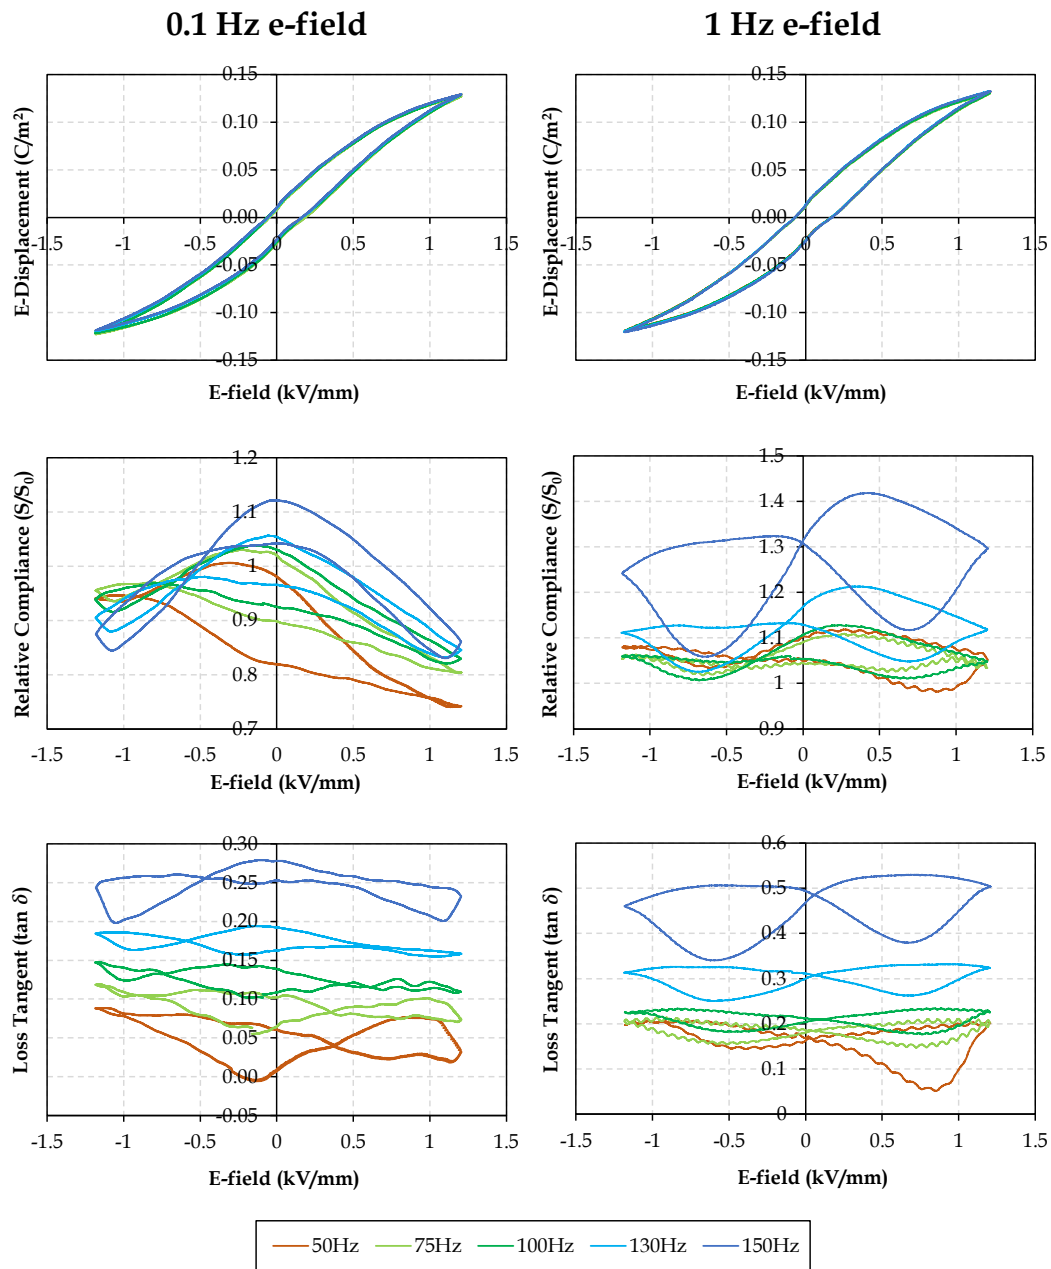 0.1 Hz e-field
1 Hz e-field
E-Displacement (C/m²)
0.15
0.10
0.05
0.00
-0.05
-0.10
-0.15
-1.5 -1 -0.5 0 0.5 1 1.5
E-field (kV/mm)
E-Displacement (C/m²)
0.15
0.10
0.05
0.00
-0.05
-0.10
-0.15
-1.5 -1 -0.5 0 0.5 1 1.5
E-field (kV/mm)
Relative Compliance (S/S₀)
1.2
1.1
1
0.9
0.8
0.7
-1.5 -1 -0.5 0 0.5 1 1.5
E-field (kV/mm)
Relative Compliance (S/S₀)
1.5
1.4
1.3
1.2
1.1
1
0.9
-1.5 -1 -0.5 0 0.5 1 1.5
E-field (kV/mm)
Loss Tangent (tan δ)
0.30
0.25
0.20
0.15
0.10
0.05
0.00
-0.05
-1.5 -1 -0.5 0 0.5 1 1.5
E-field (kV/mm)
Loss Tangent (tan δ)
0.6
0.5
0.4
0.3
0.2
0.1
0
-1.5 -1 -0.5 0 0.5 1 1.5
E-field (kV/mm)
50Hz 75Hz 100Hz 130Hz 150Hz